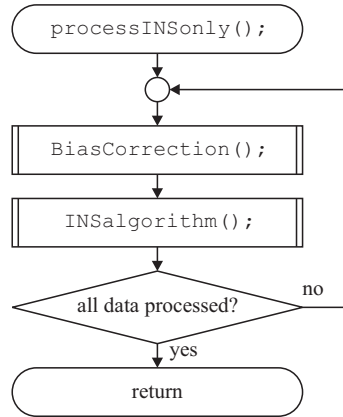 processINSonly();
BiasCorrection();
INSalgorithm();
all data processed?
no
yes
return